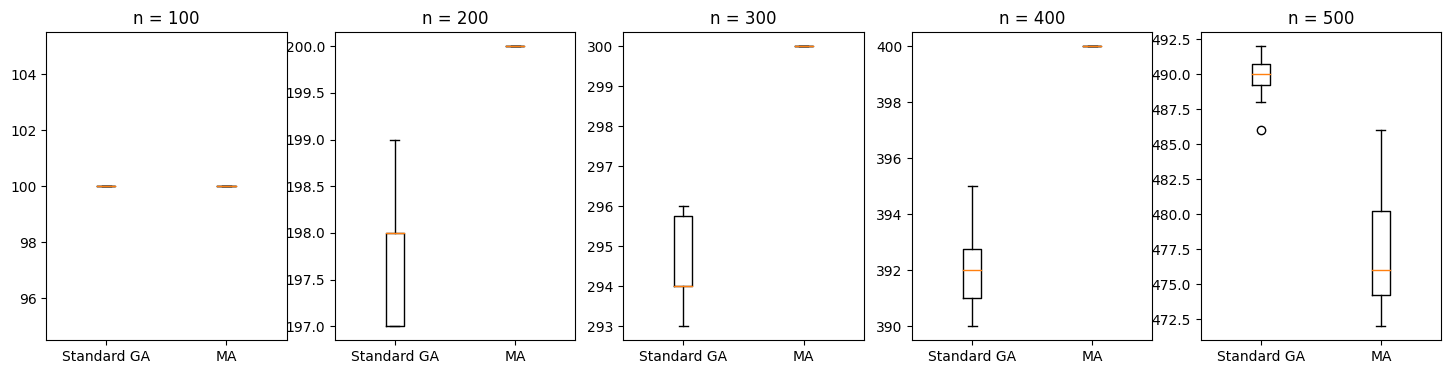 n = 100
104
102
100
98
96
Standard GA
MA
n = 200
200.0
199.5
199.0
198.5
198.0
197.5
197.0
Standard GA
MA
n = 300
300
299
298
297
296
295
294
293
Standard GA
MA
n = 400
400
398
396
394
392
390
Standard GA
MA
n = 500
492.5
490.0
487.5
485.0
482.5
480.0
477.5
475.0
472.5
Standard GA
MA